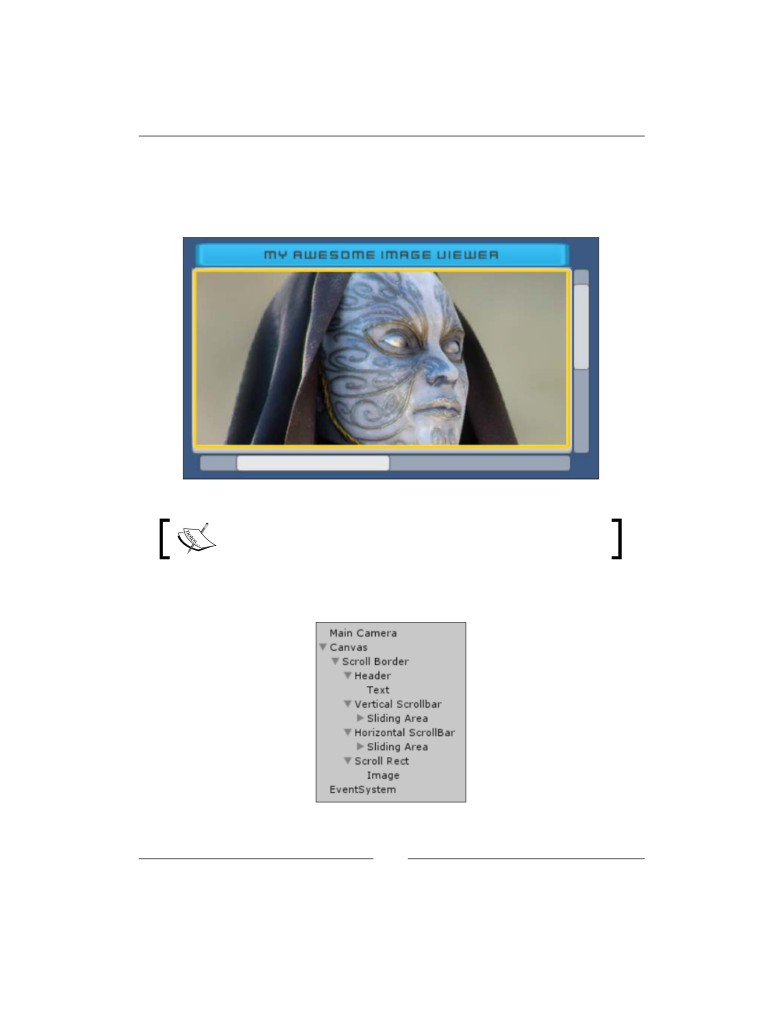 MY AWESOME IMAGE VIEWER
Main Camera
Canvas
Scroll Border
Header
Text
Vertical Scrollbar
Sliding Area
Horizontal ScrollBar
Sliding Area
Scroll Rect
Image
EventSystem